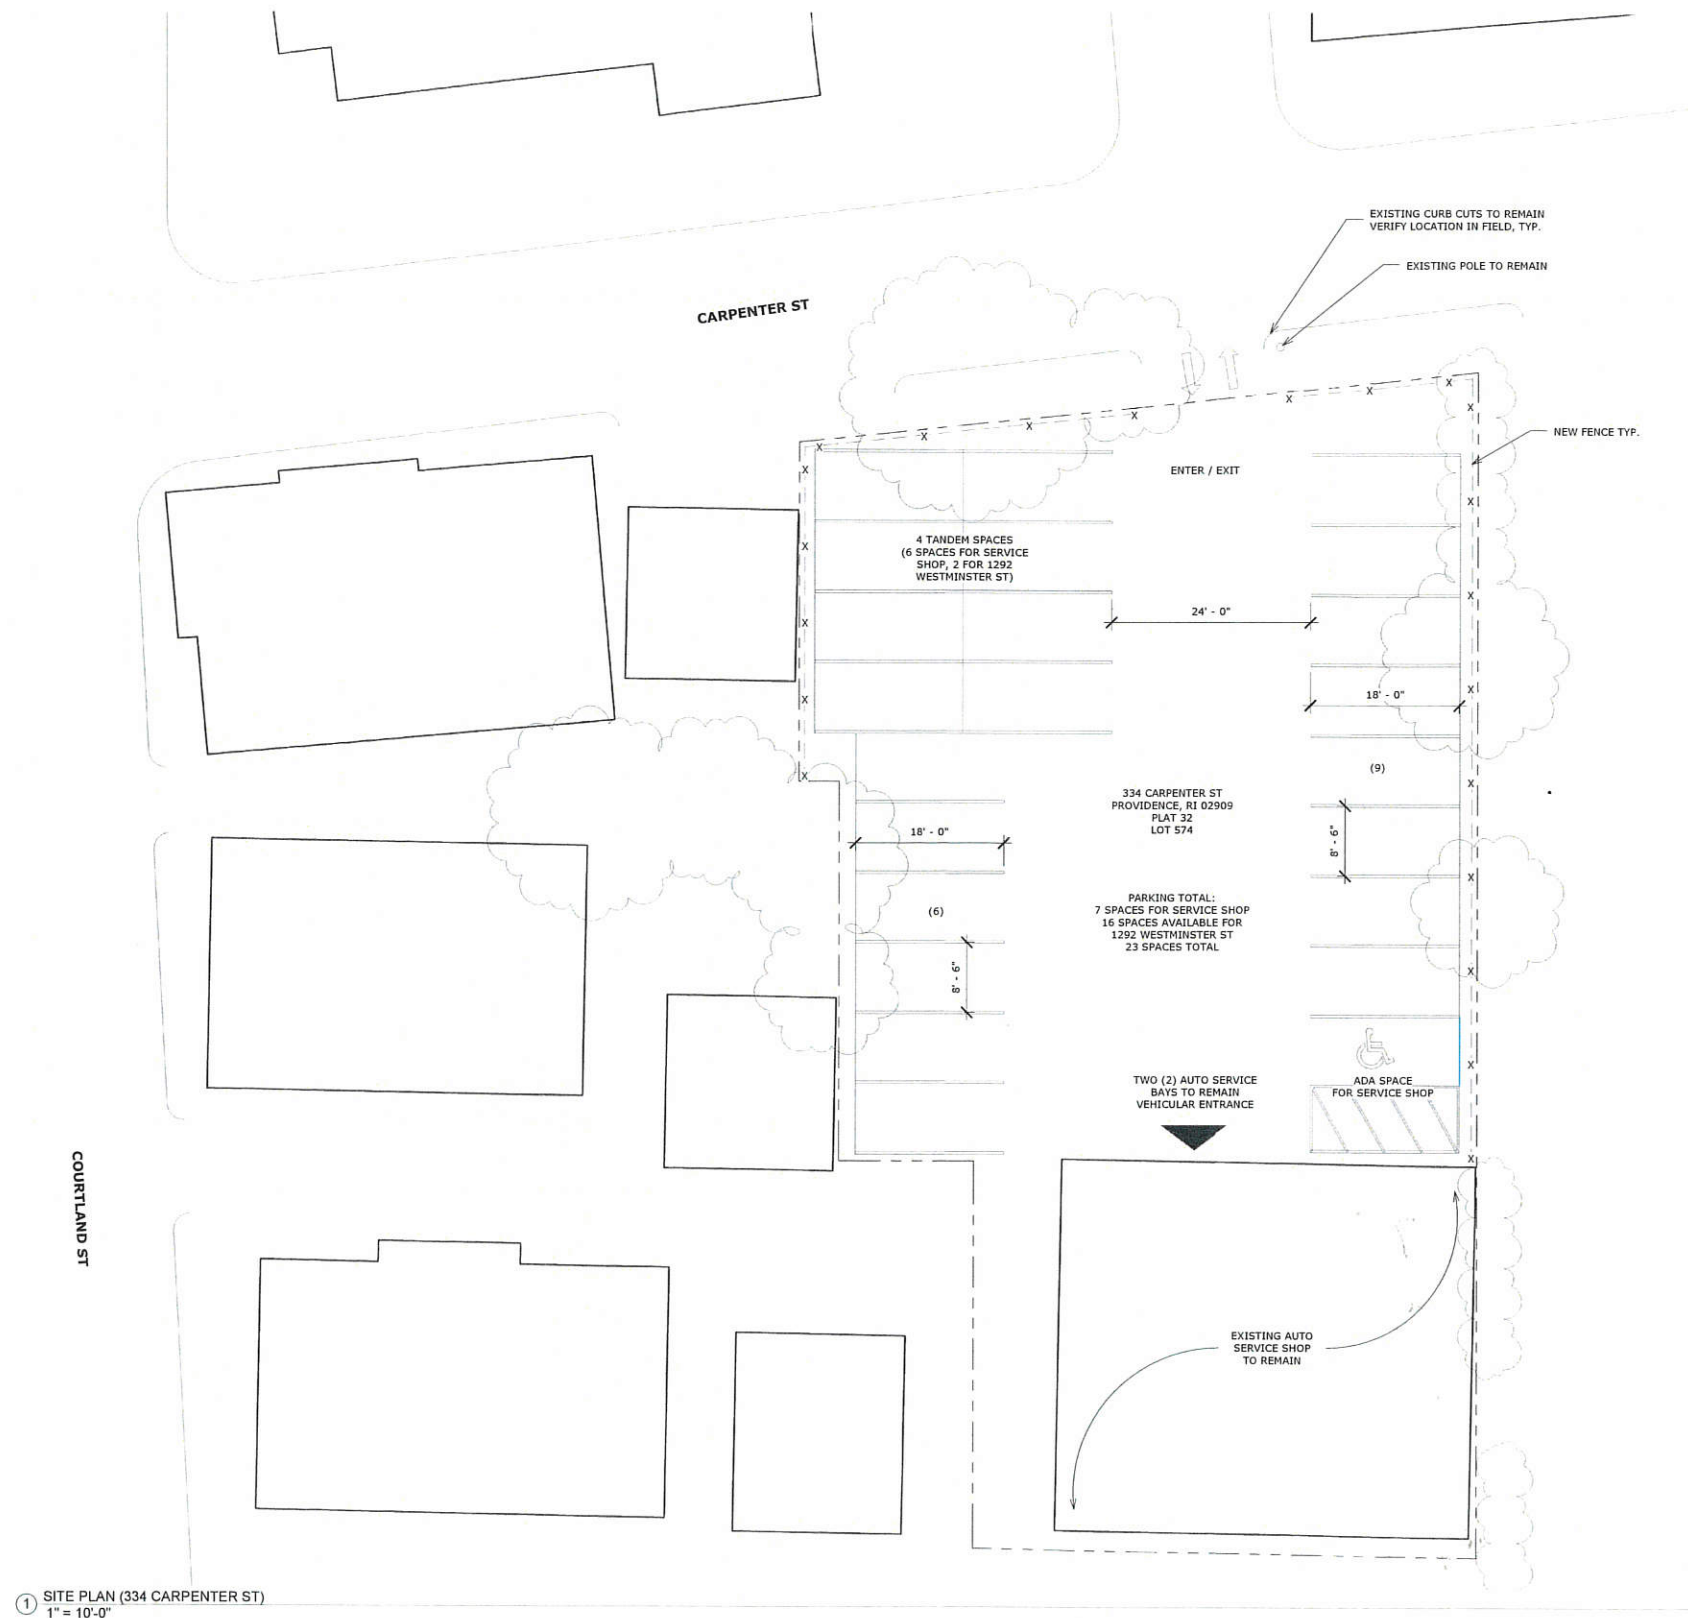 EXISTING CURB CUTS TO REMAIN
VERIFY LOCATION IN FIELD, TYP.
EXISTING POLE TO REMAIN
CARPENTER ST
X
X
X
X
X
X
X
X
NEW FENCE TYP.
X
ENTER / EXIT
X
X
4 TANDEM SPACES
(6 SPACES FOR SERVICE
SHOP, 2 FOR 1292
WESTMINSTER ST)
X
X
24' - 0"
X
X
18' - 0"
X
X
(9)
X
X
334 CARPENTER ST
PROVIDENCE, RI 02909
PLAT 32
LOT 574
18' - 0"
8' - 6"
X
PARKING TOTAL:
7 SPACES FOR SERVICE SHOP
16 SPACES AVAILABLE FOR
1292 WESTMINSTER ST
23 SPACES TOTAL
(6)
8' - 6"
X
X
TWO (2) AUTO SERVICE
BAYS TO REMAIN
VEHICULAR ENTRANCE
ADA SPACE
FOR SERVICE SHOP
X
COURTLAND ST
EXISTING AUTO
SERVICE SHOP
TO REMAIN
1 SITE PLAN (334 CARPENTER ST)
1" = 10'-0"